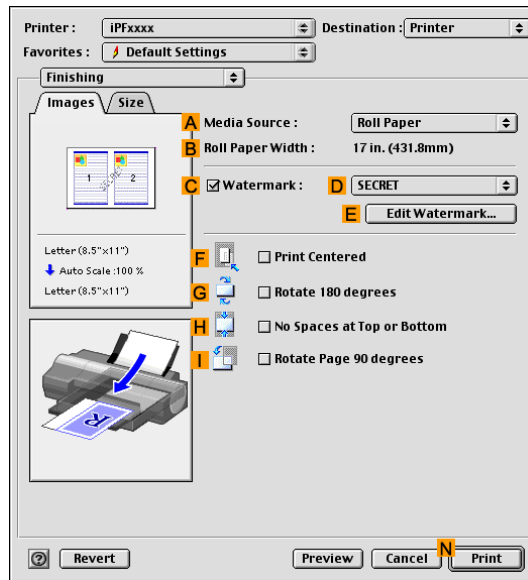 Printer : iPFxxxx Destination : Printer
Favorites : Default Settings
Finishing
Images Size
A Media Source : Roll Paper
B Roll Paper Width : 17 in. (431.8mm)
C Watermark : D SECRET
E Edit Watermark...
1 SECRET 2
Letter (8.5"x11")
Auto Scale :100 %
Letter (8.5"x11")
F Print Centered
G Rotate 180 degrees
H No Spaces at Top or Bottom
I Rotate Page 90 degrees
R
N
? Revert Preview Cancel Print